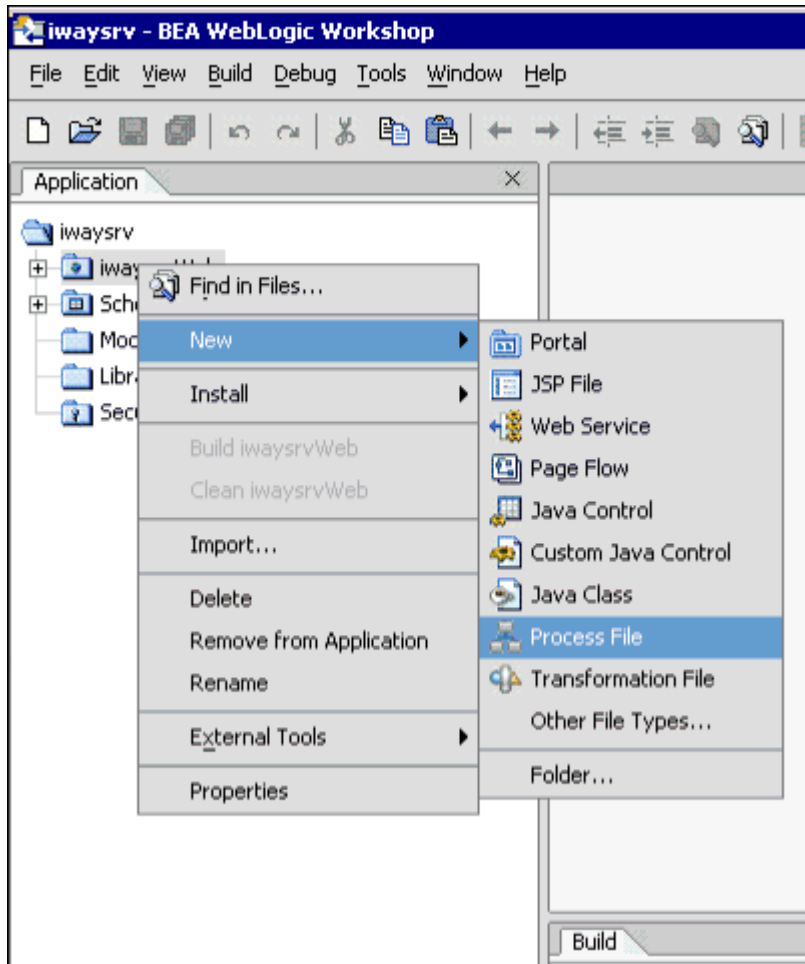 iwaysrv - BEA WebLogic Workshop
File Edit View Build Debug Tools Window Help
Application
iwaysrv
Find in Files...
New
Install
Build iwaysrvWeb
Clean iwaysrvWeb
Import...
Delete
Remove from Application
Rename
External Tools
Properties
Portal
JSP File
Web Service
Page Flow
Java Control
Custom Java Control
Java Class
Process File
Transformation File
Other File Types...
Folder...
Build